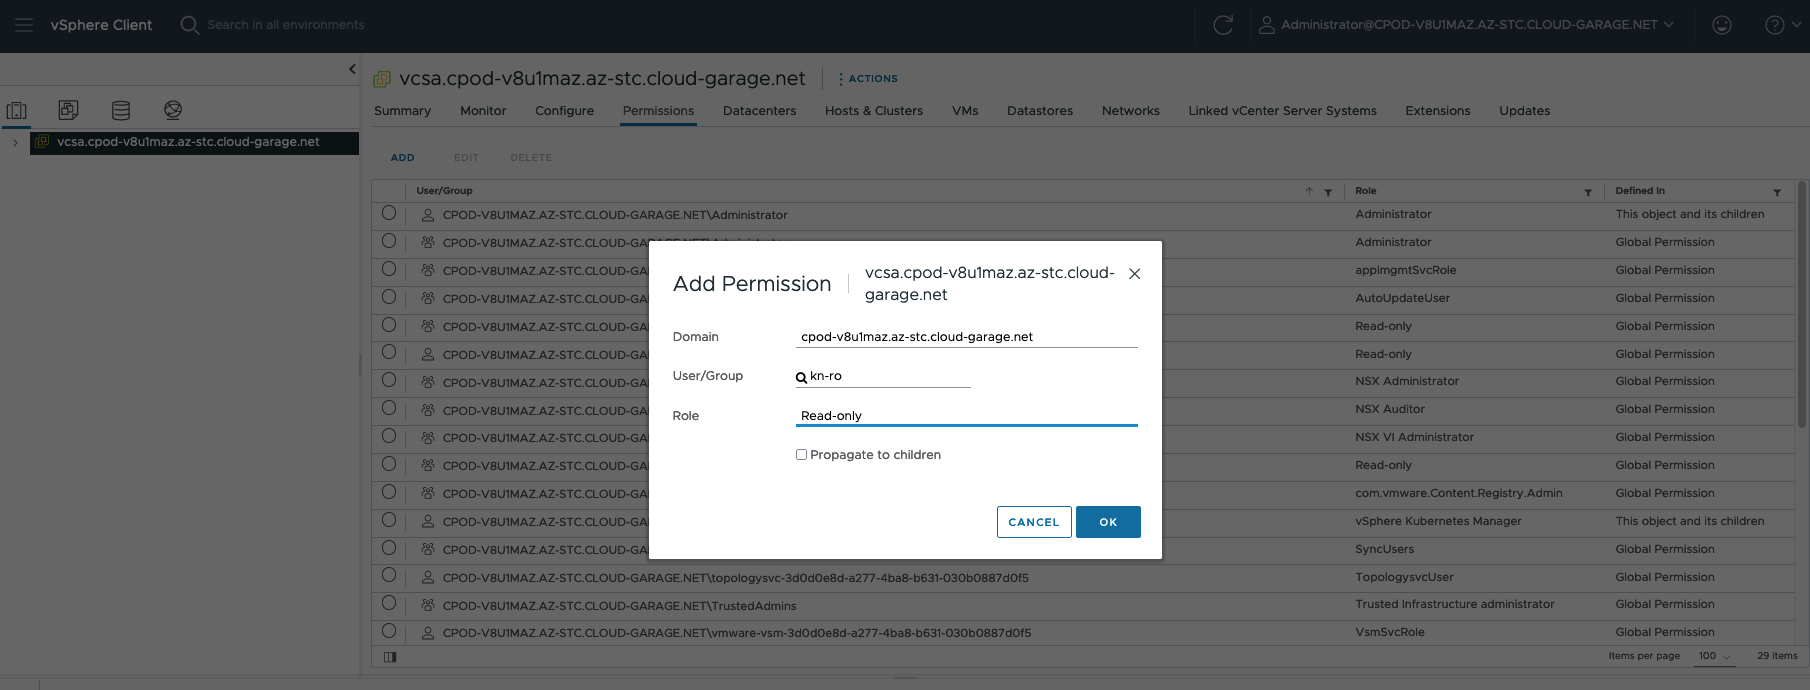 vSphere Client
Search in all environments
Administrator@CPOD-V8U1MAZ.AZ-STC.CLOUD-GARAGE.NET
vcsa.cpod-v8u1maz.az-stc.cloud-garage.net
vcsa.cpod-v8u1maz.az-stc.cloud-garage.net
ACTIONS
Summary Monitor Configure Permissions Datacenters Hosts & Clusters VMs Datastores Networks Linked vCenter Server Systems Extensions Updates
ADD EDIT DELETE
User/Group Role Defined In
CPOD-V8U1MAZ.AZ-STC.CLOUD-GARAGE.NET\Administrator Administrator This object and its children
CPOD-V8U1MAZ.AZ-STC.CLOUD-GARAGE.NET\Administrators Administrator Global Permission
CPOD-V8U1MAZ.AZ-STC.CLOUD-GA applmgmtSvcRole Global Permission
CPOD-V8U1MAZ.AZ-STC.CLOUD-GA AutoUpdateUser Global Permission
CPOD-V8U1MAZ.AZ-STC.CLOUD-GA Read-only Global Permission
CPOD-V8U1MAZ.AZ-STC.CLOUD-GA Read-only Global Permission
CPOD-V8U1MAZ.AZ-STC.CLOUD-GA NSX Administrator Global Permission
CPOD-V8U1MAZ.AZ-STC.CLOUD-GA NSX Auditor Global Permission
CPOD-V8U1MAZ.AZ-STC.CLOUD-GA NSX VI Administrator Global Permission
CPOD-V8U1MAZ.AZ-STC.CLOUD-GA Read-only Global Permission
CPOD-V8U1MAZ.AZ-STC.CLOUD-GA com.vmware.Content.Registry.Admin Global Permission
CPOD-V8U1MAZ.AZ-STC.CLOUD-GA vSphere Kubernetes Manager This object and its children
CPOD-V8U1MAZ.AZ-STC.CLOUD-GA SyncUsers Global Permission
CPOD-V8U1MAZ.AZ-STC.CLOUD-GARAGE.NET\topologysvc-3d0d0e8d-a277-4ba8-b631-030b0887d0f5 TopologysvcUser Global Permission
CPOD-V8U1MAZ.AZ-STC.CLOUD-GARAGE.NET\TrustedAdmins Trusted Infrastructure administrator Global Permission
CPOD-V8U1MAZ.AZ-STC.CLOUD-GARAGE.NET\vmware-vsm-3d0d0e8d-a277-4ba8-b631-030b0887d0f5 VsmSvcRole Global Permission
Items per page 100 29 items
Add Permission
vcsa.cpod-v8u1maz.az-stc.cloud-
garage.net
Domain cpod-v8u1maz.az-stc.cloud-garage.net
User/Group kn-ro
Role Read-only
Propagate to children
CANCEL OK